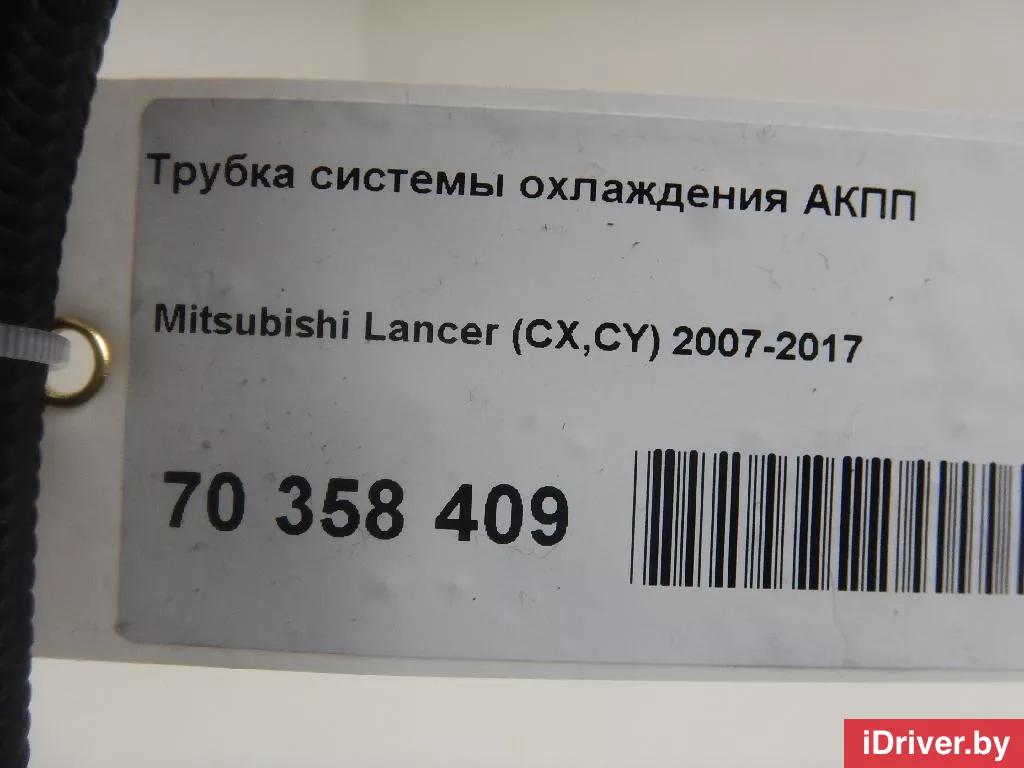 Трубка системы охлаждения АКПП
Mitsubishi Lancer (CX,CY) 2007-2017
70 358 409
iDriver.by